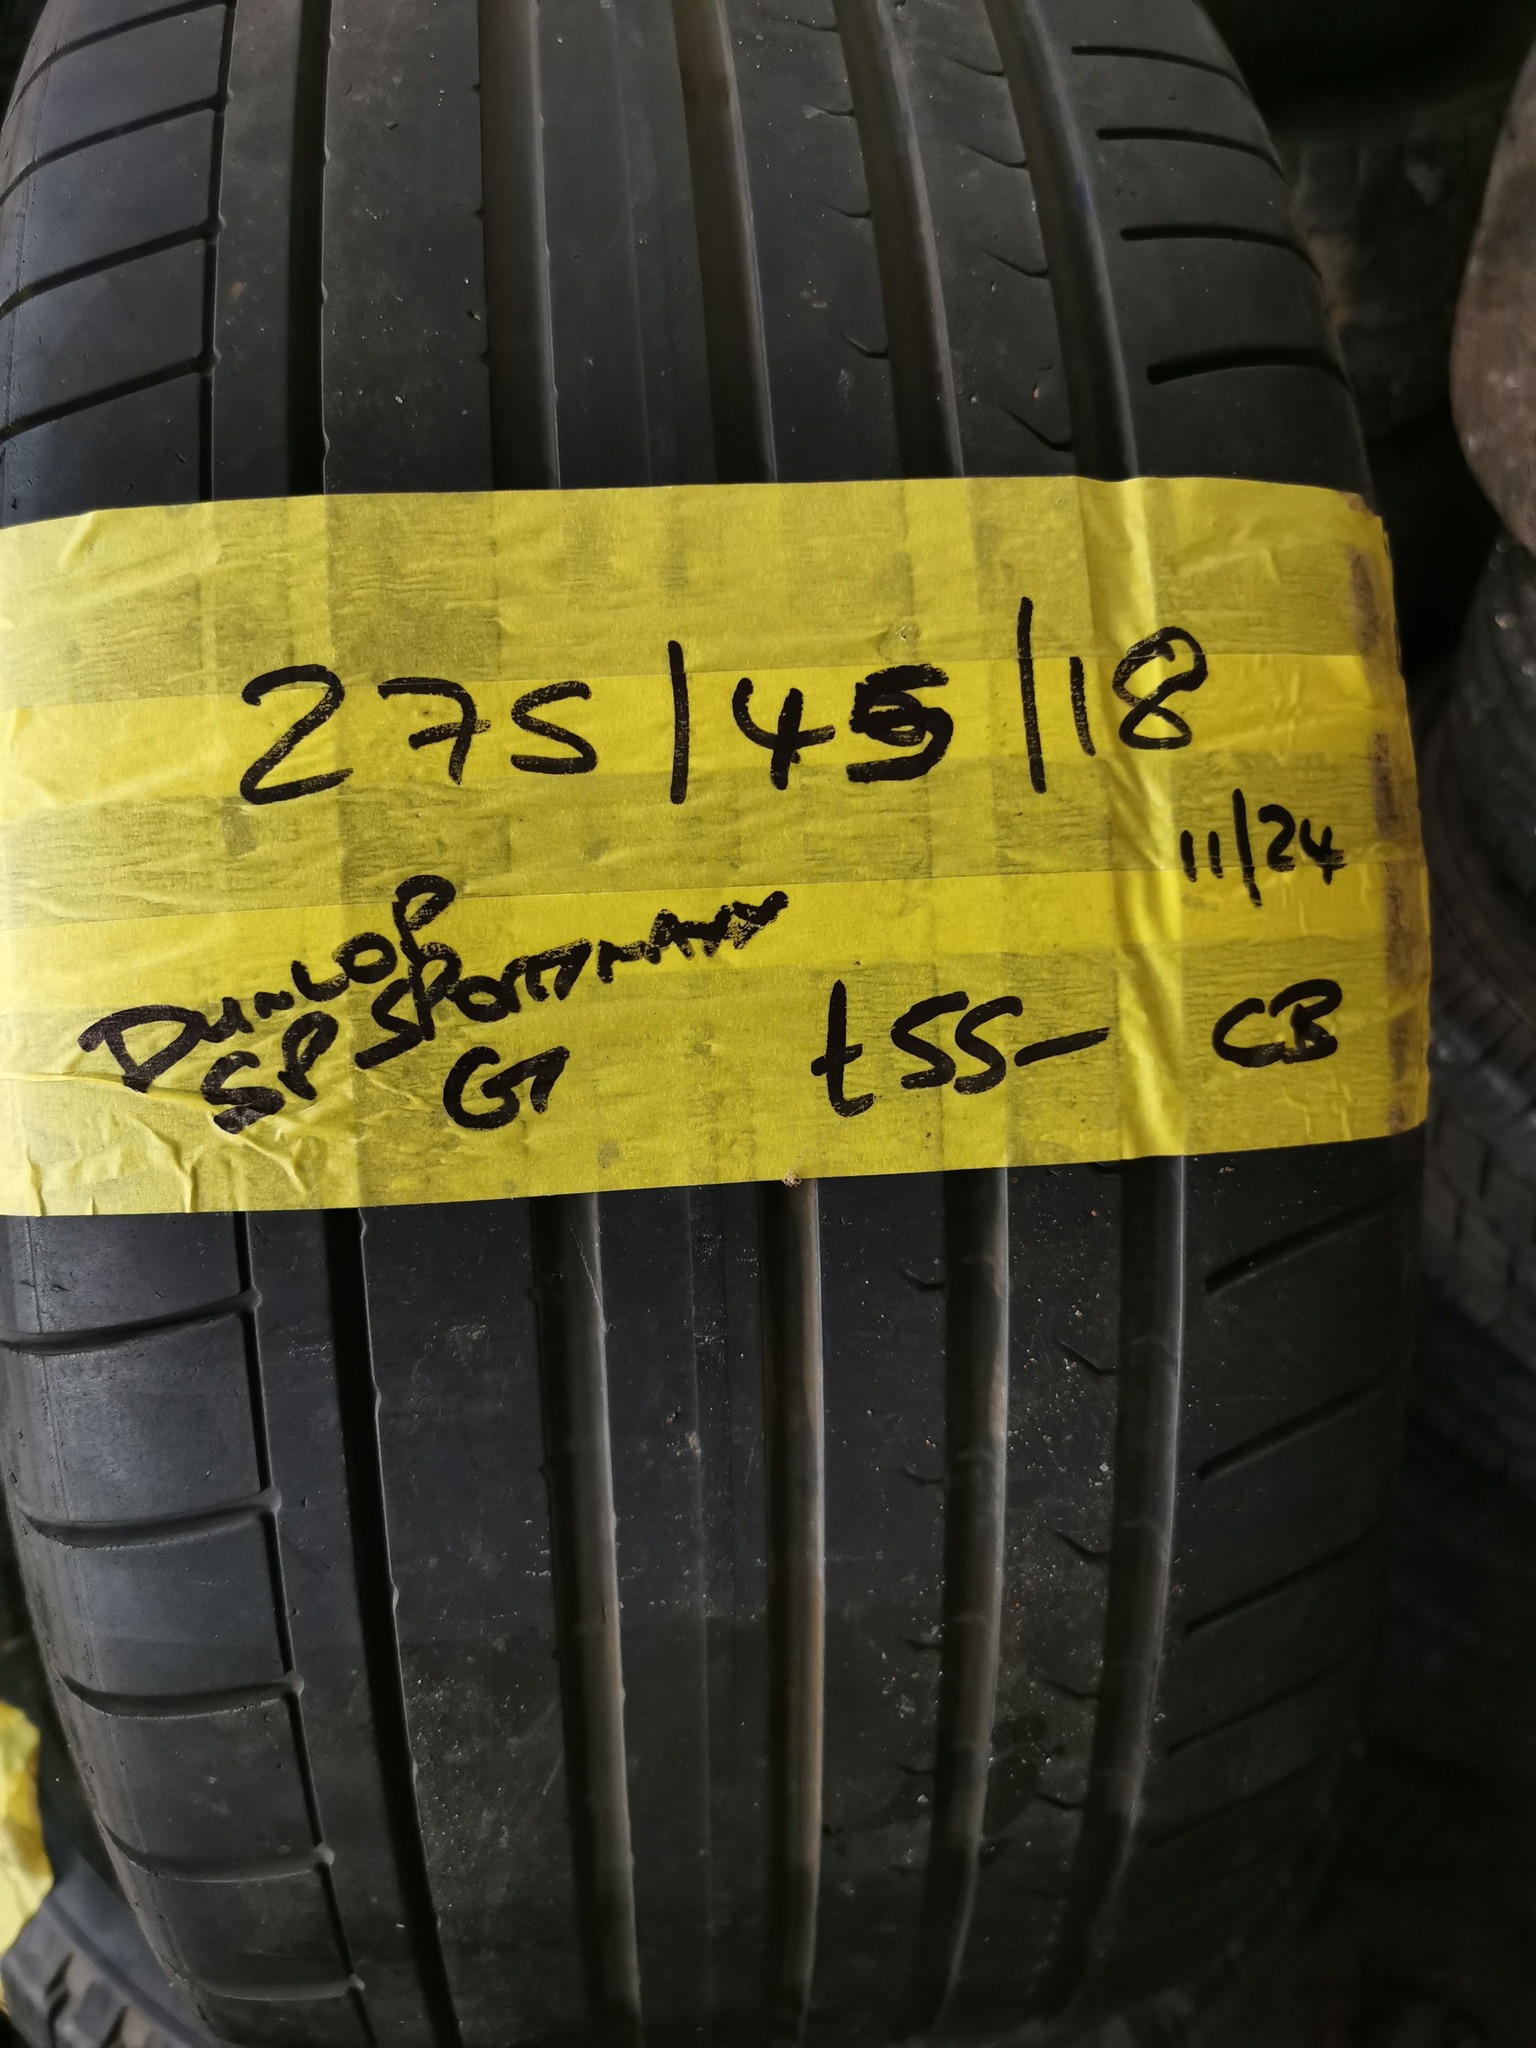 275/45/18
11/24
DUNLOP
SP SPORTMAXX
GT
£55- CB